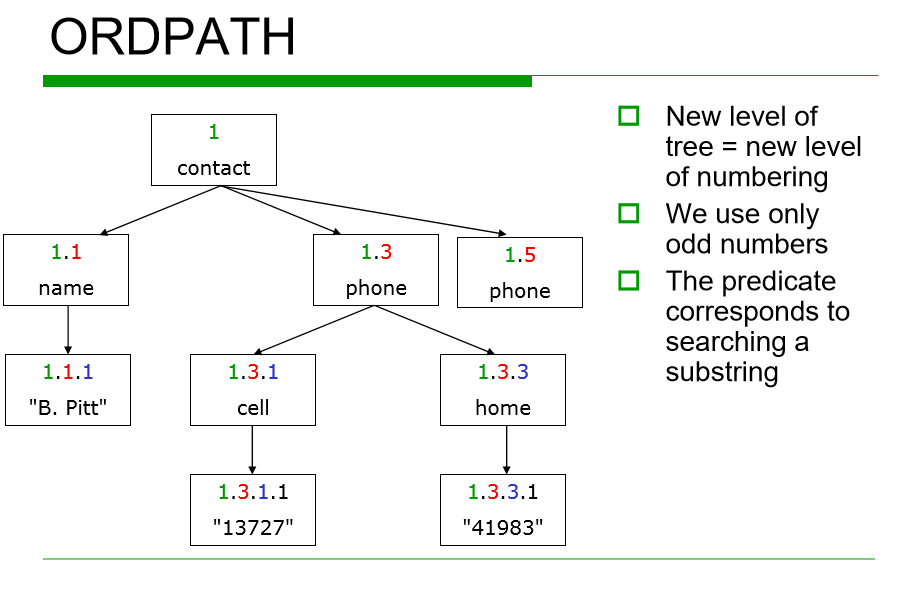 ORDPATH
1
contact
1.1
name
1.3
phone
1.5
phone
1.1.1
"B. Pitt"
1.3.1
cell
1.3.3
home
1.3.1.1
"13727"
1.3.3.1
"41983"
New level of
tree = new level
of numbering
We use only
odd numbers
The predicate
corresponds to
searching a
substring